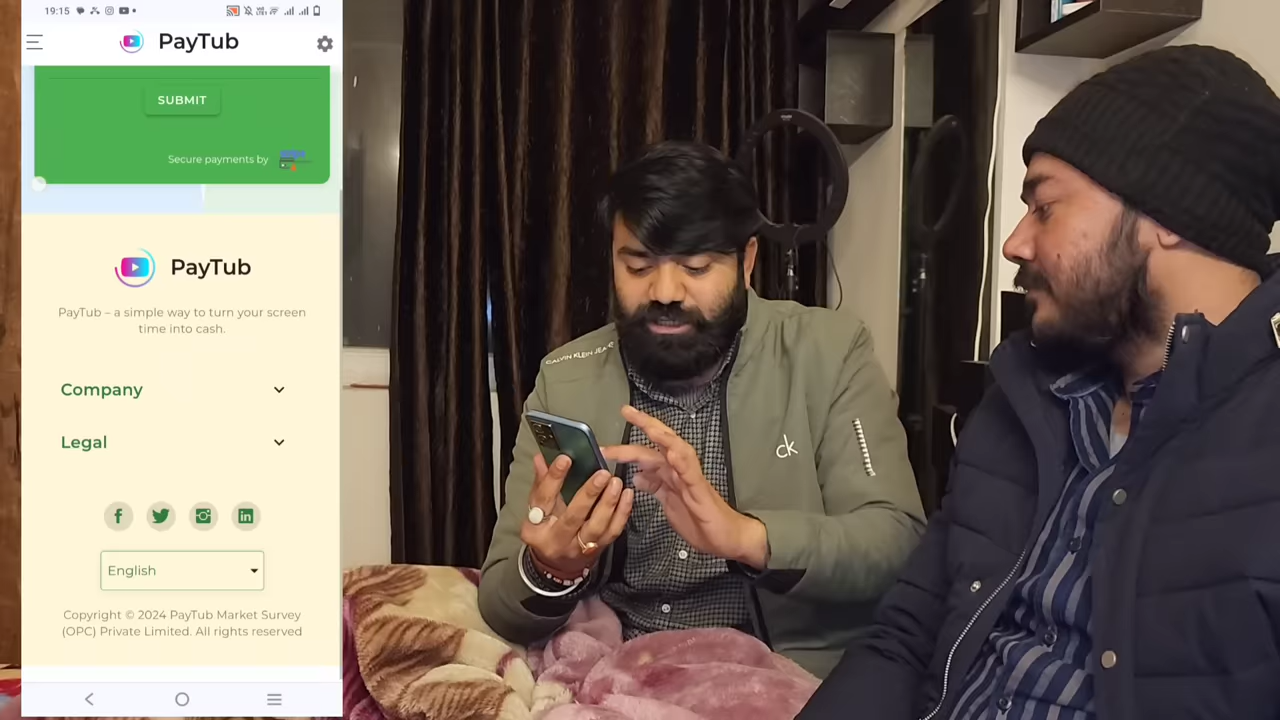 19:15
PayTub
SUBMIT
Secure payments by
PayTub
PayTub – a simple way to turn your screen
time into cash.
Company
Legal
English
Copyright © 2024 PayTub Market Survey
(OPC) Private Limited. All rights reserved
CALVIN KLEIN JEANS
ck